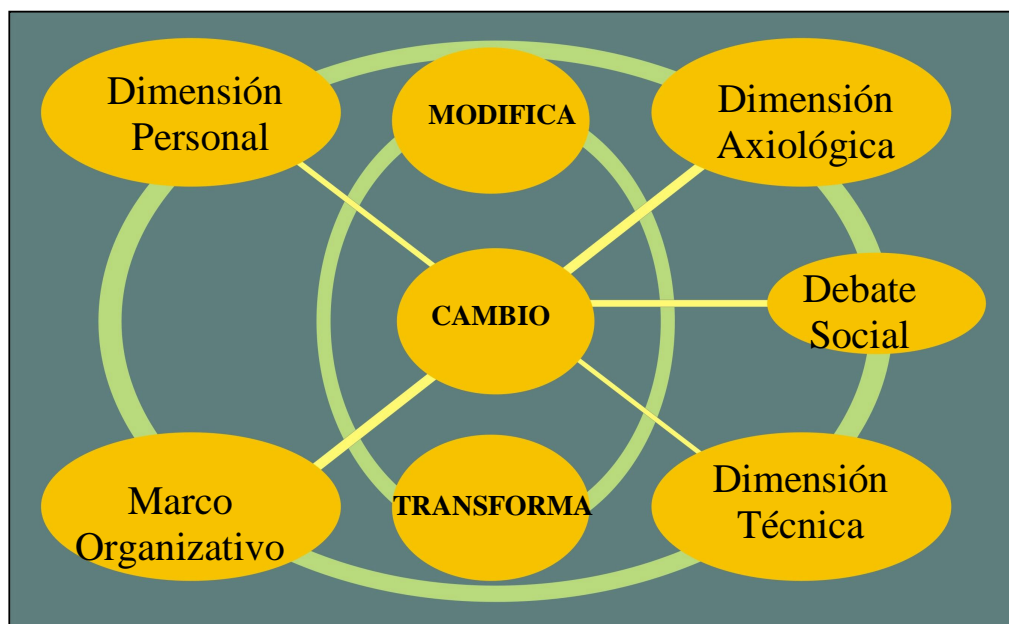 Dimensión
Personal
MODIFICA
Dimensión
Axiológica
CAMBIO
Debate
Social
Marco
Organizativo
TRANSFORMA
Dimensión
Técnica